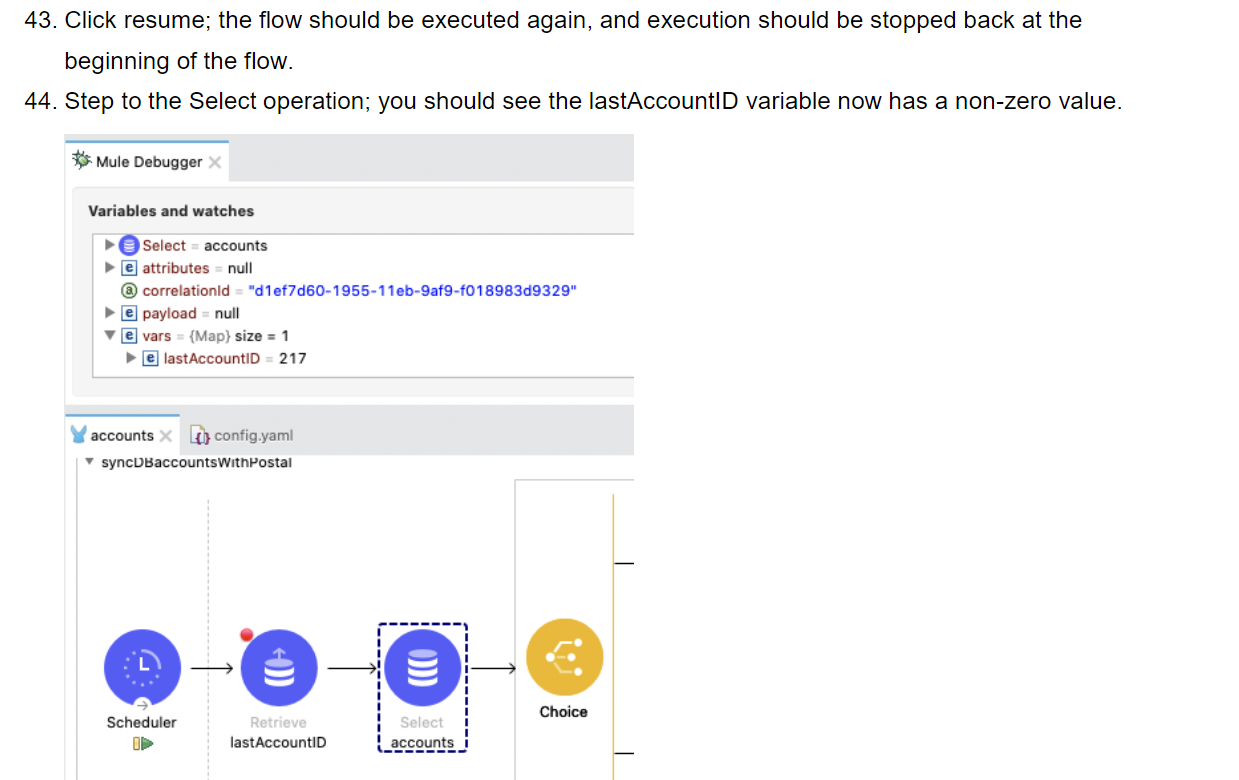 43. Click resume; the flow should be executed again, and execution should be stopped back at the
beginning of the flow.
44. Step to the Select operation; you should see the lastAccountID variable now has a non-zero value.
Mule Debugger
Variables and watches
Select = accounts
attributes = null
correlationId = "d1ef7d60-1955-11eb-9af9-f018983d9329"
payload = null
vars = {Map} size = 1
lastAccountID = 217
accounts config.yaml
syncDBaccountsWithPostal
Scheduler
Retrieve
lastAccountID
Select
accounts
Choice